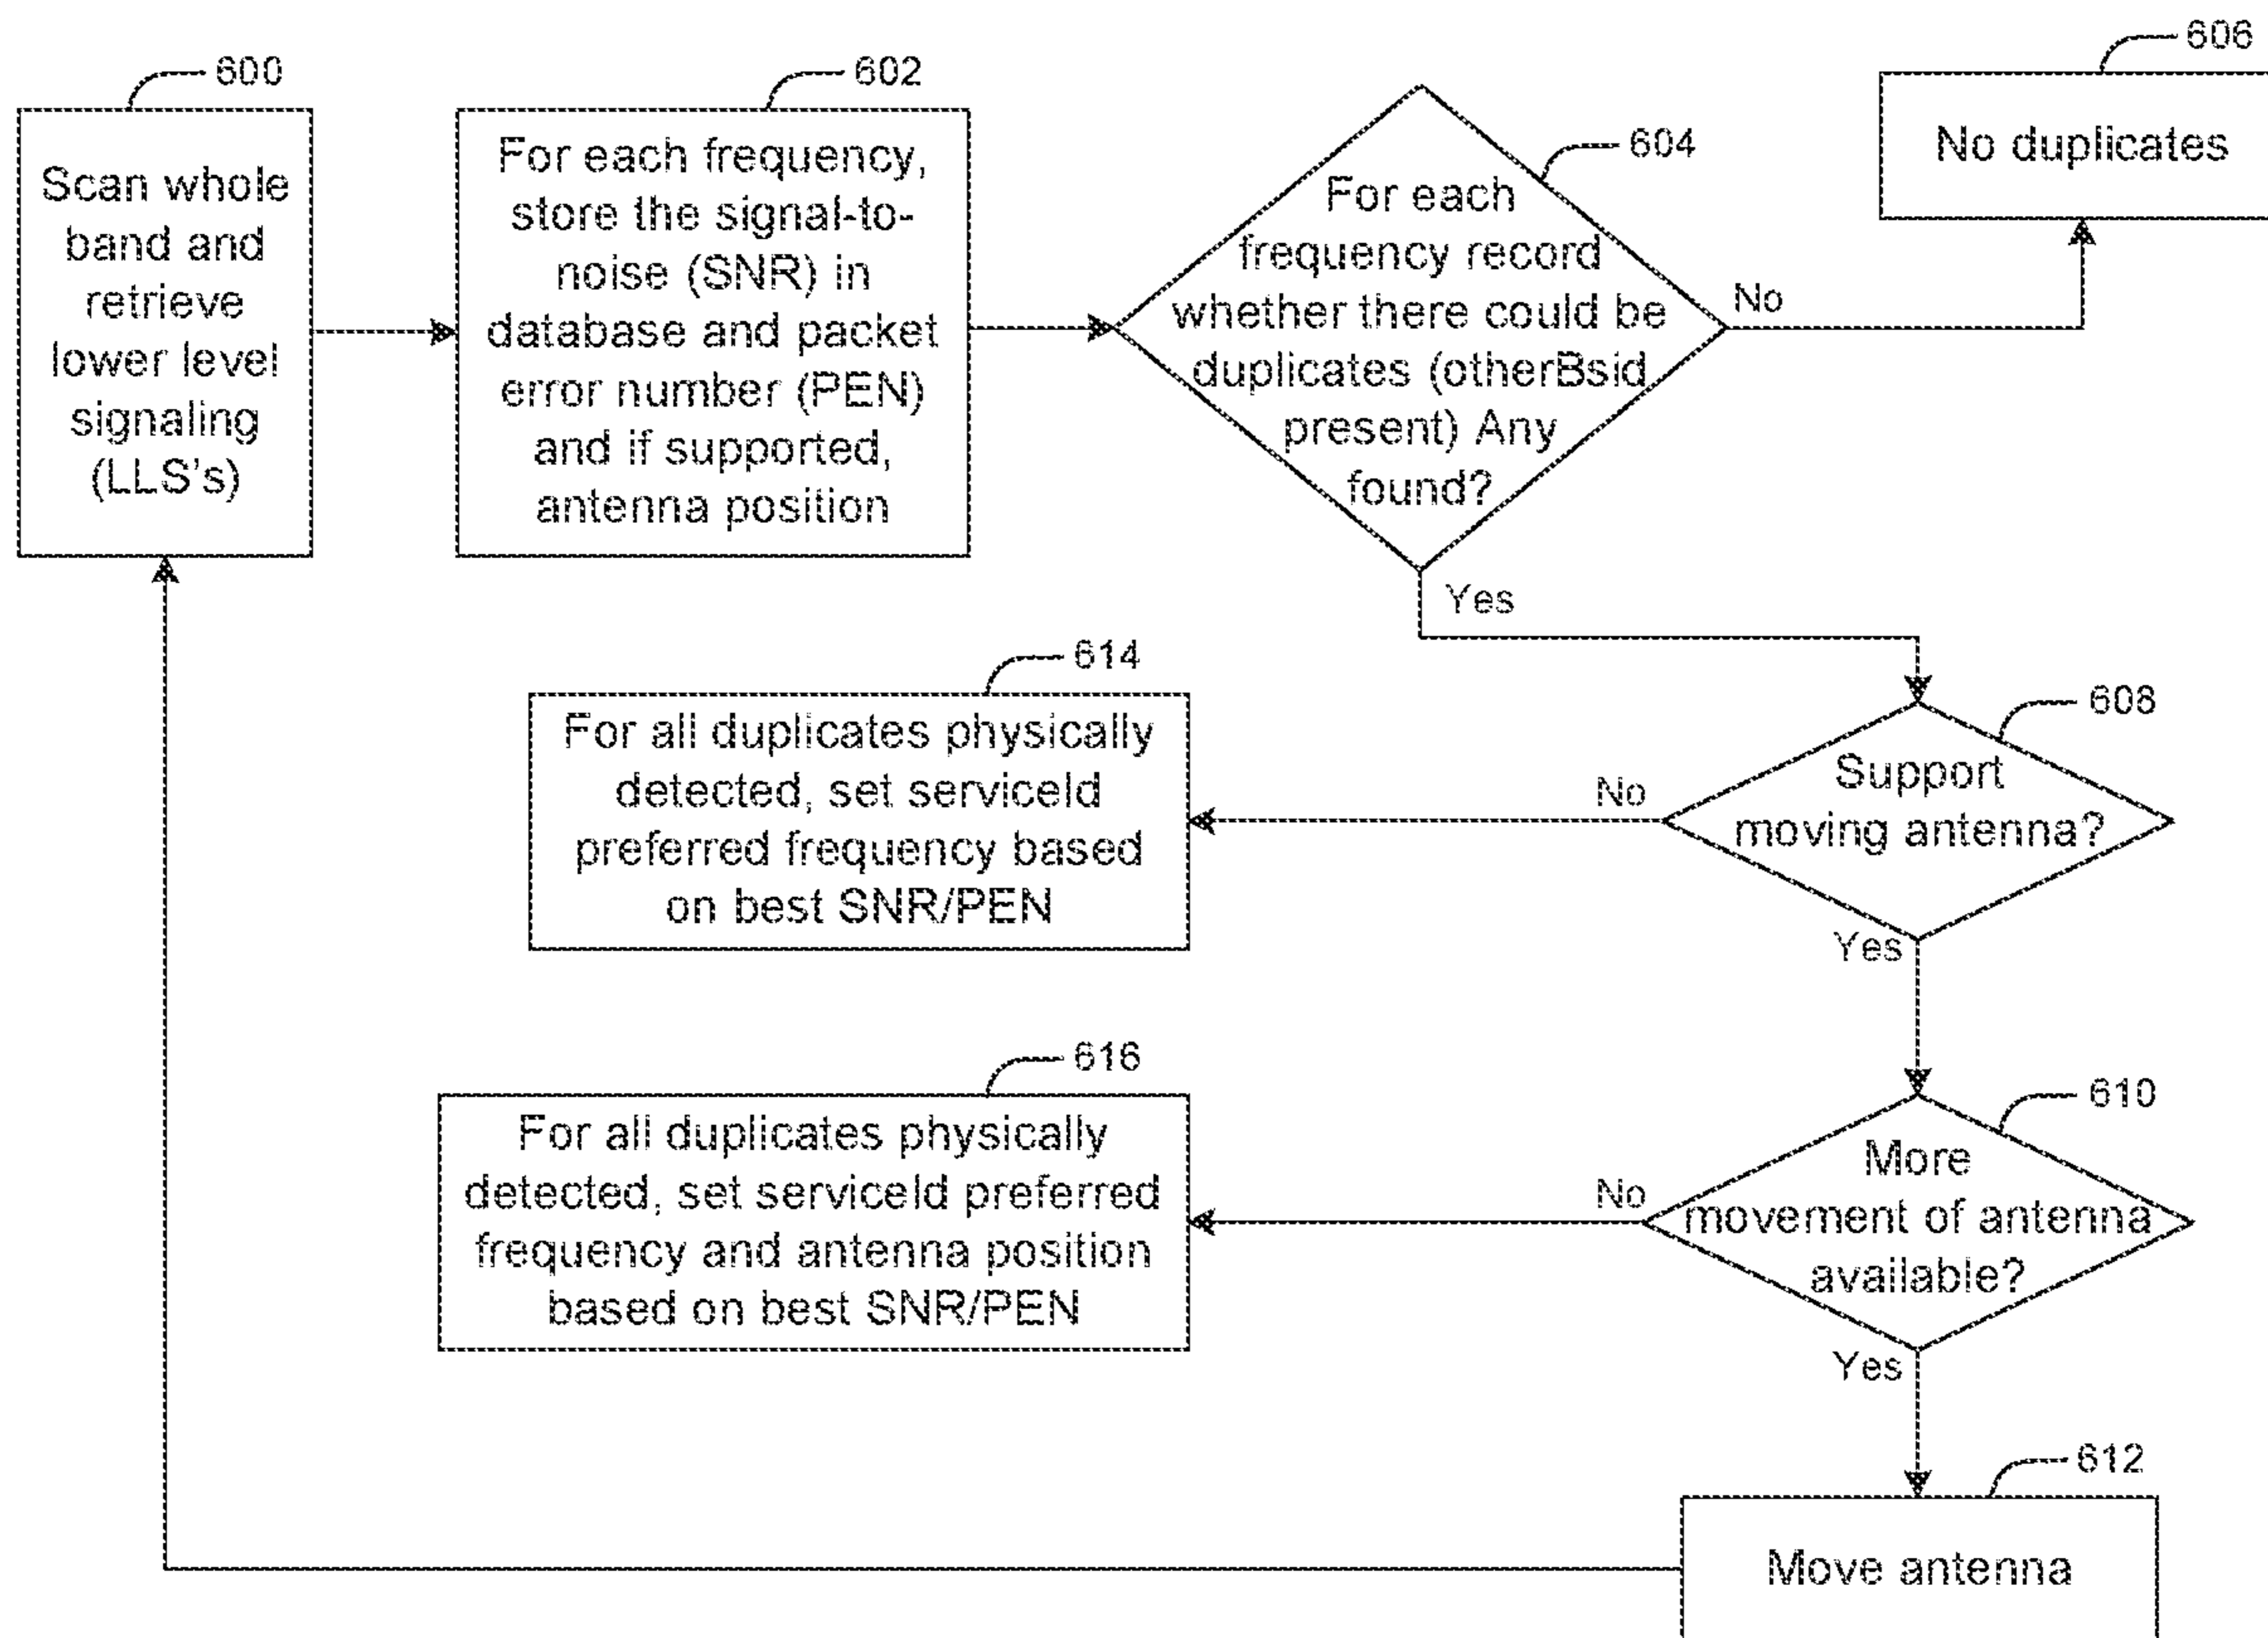 600
Scan whole
band and
retrieve
lower level
signaling
(LLS's)
602
For each frequency,
store the signal-to-
noise (SNR) in
database and packet
error number (PEN)
and if supported,
antenna position
604
For each
frequency record
whether there could be
duplicates (otherBsid
present) Any
found?
No
606
No duplicates
Yes
608
Support
moving antenna?
No
614
For all duplicates physically
detected, set serviceId
preferred frequency based
on best SNR/PEN
Yes
610
More
movement of antenna
available?
No
616
For all duplicates physically
detected, set serviceId preferred
frequency and antenna position
based on best SNR/PEN
Yes
612
Move antenna